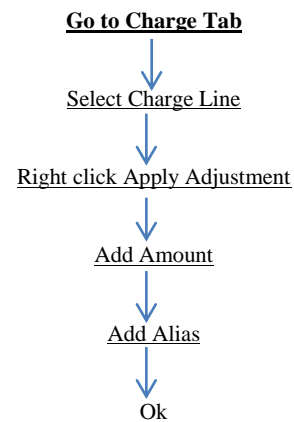 Go to Charge Tab
Select Charge Line
Right click Apply Adjustment
Add Amount
Add Alias
Ok